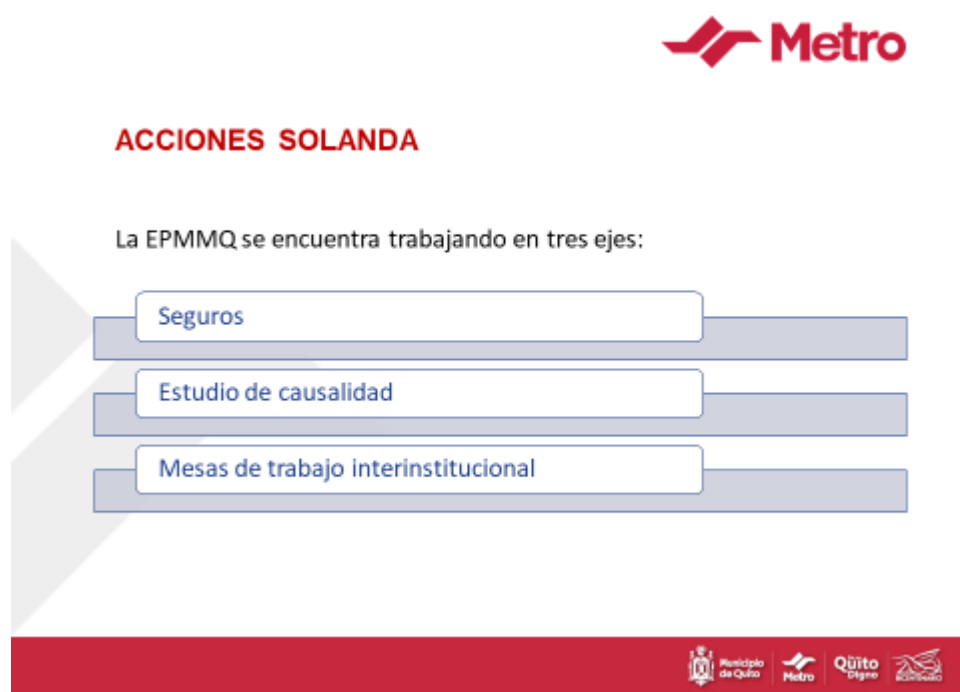 Metro
ACCIONES SOLANDA
La EPMMQ se encuentra trabajando en tres ejes:
Seguros
Estudio de causalidad
Mesas de trabajo interinstitucional
Municipio
de Quito
Metro
Quito
Digno
BICENTENARIO